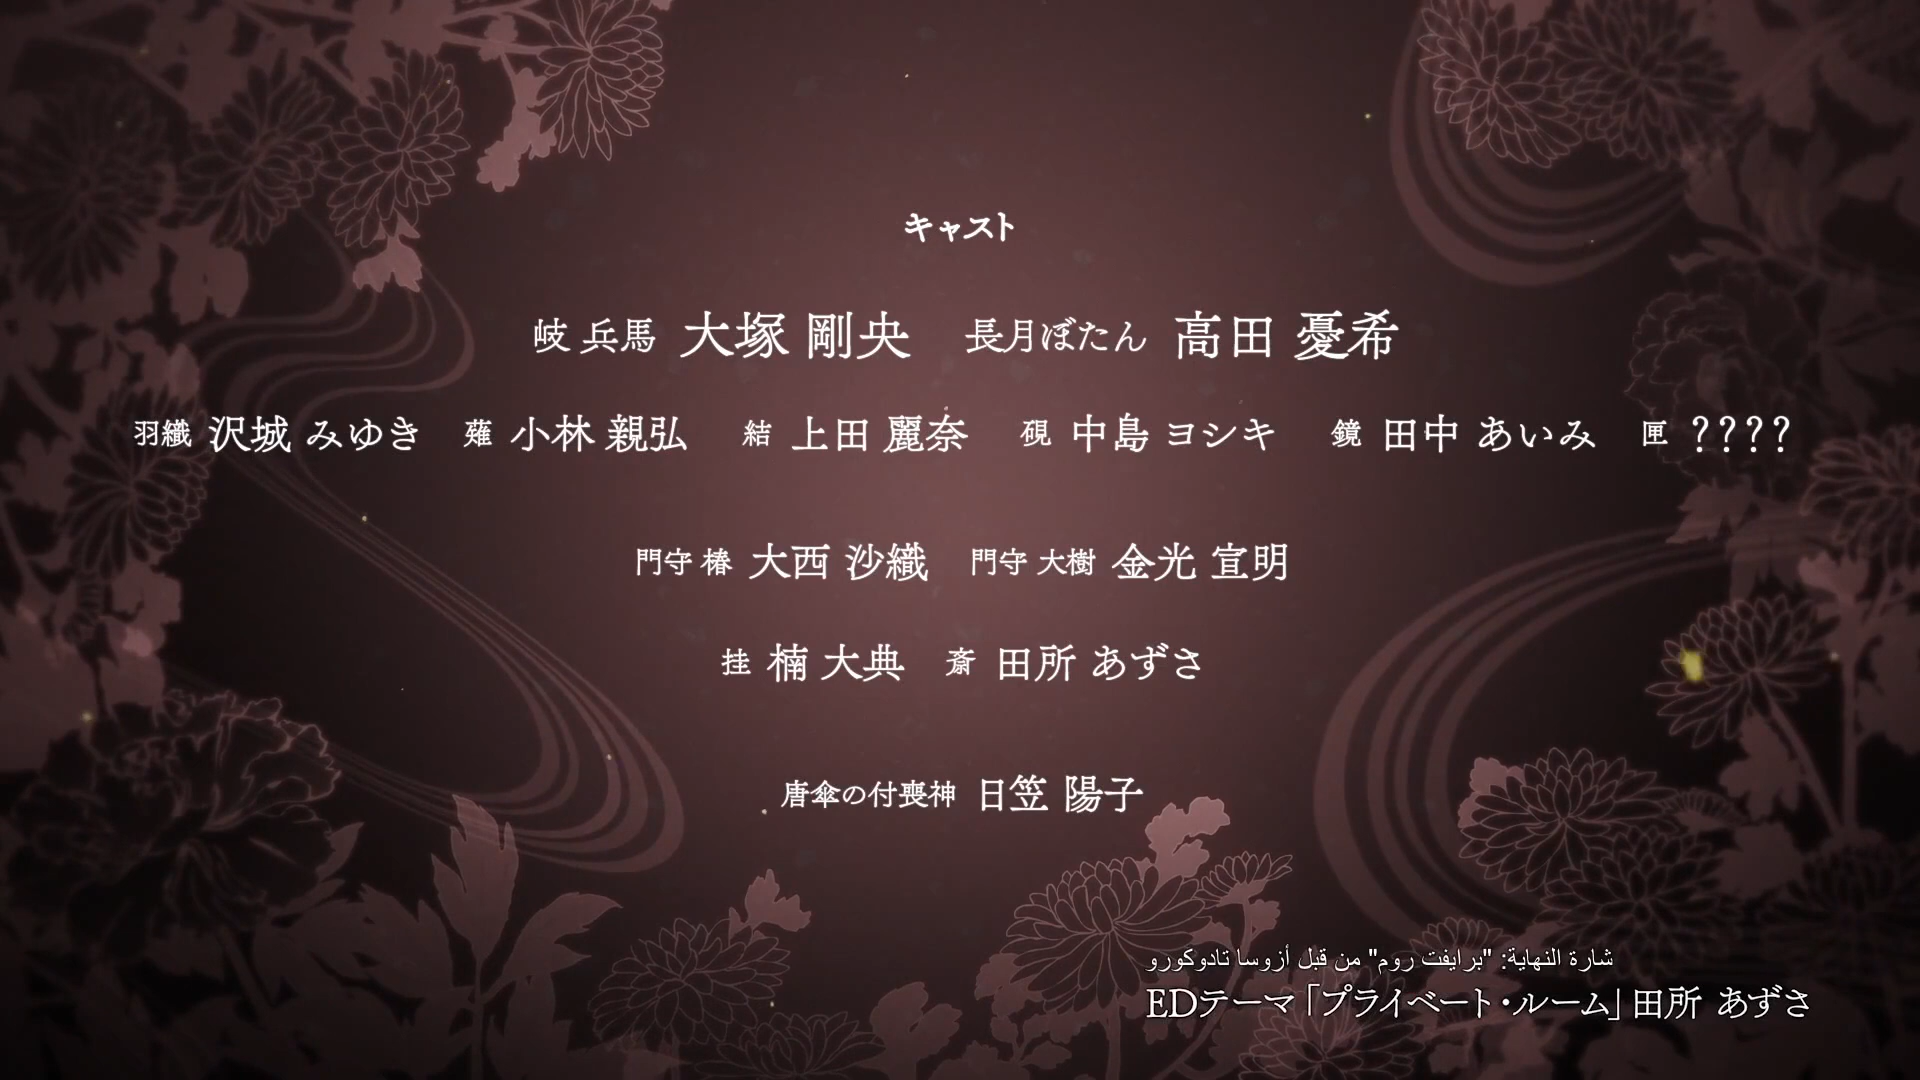 キャスト
岐 兵馬 大塚 剛央 長月ぼたん 高田 憂希
羽織 沢城 みゆき 薙 小林 親弘 結 上田 麗奈 硯 中島 ヨシキ 鏡 田中 あいみ 匣 ????
門守 椿 大西 沙織 門守 大樹 金光 宣明
挂 楠 大典 斎 田所 あずさ
唐傘の付喪神 日笠 陽子
شارة النهاية: "برايفت روم" من قبل أزوسا تادوكورو
EDテーマ「プライベート・ルーム」田所 あずさ